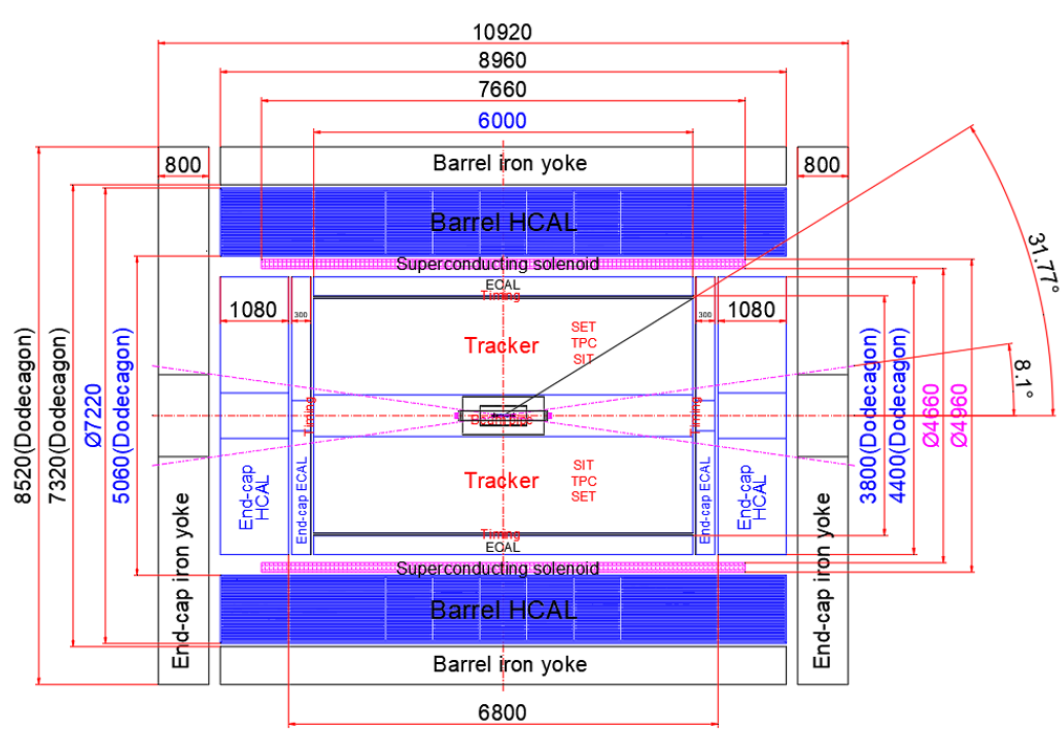 10920
8960
7660
6000
Barrel iron yoke
800
800
Barrel HCAL
Superconducting solenoid
ECAL
Timing
1080
300
300
1080
Tracker
SET
TPC
SIT
31.77°
8.1°
Timing
Timing
8520(Dodecagon)
7320(Dodecagon)
Ø7220
5060(Dodecagon)
3800(Dodecagon)
4400(Dodecagon)
Ø4660
Ø4960
Tracker
SIT
TPC
SET
End-cap
HCAL
End-cap ECAL
End-cap ECAL
End-cap
HCAL
Timing
ECAL
Superconducting solenoid
Barrel HCAL
End-cap iron yoke
End-cap iron yoke
Barrel iron yoke
6800